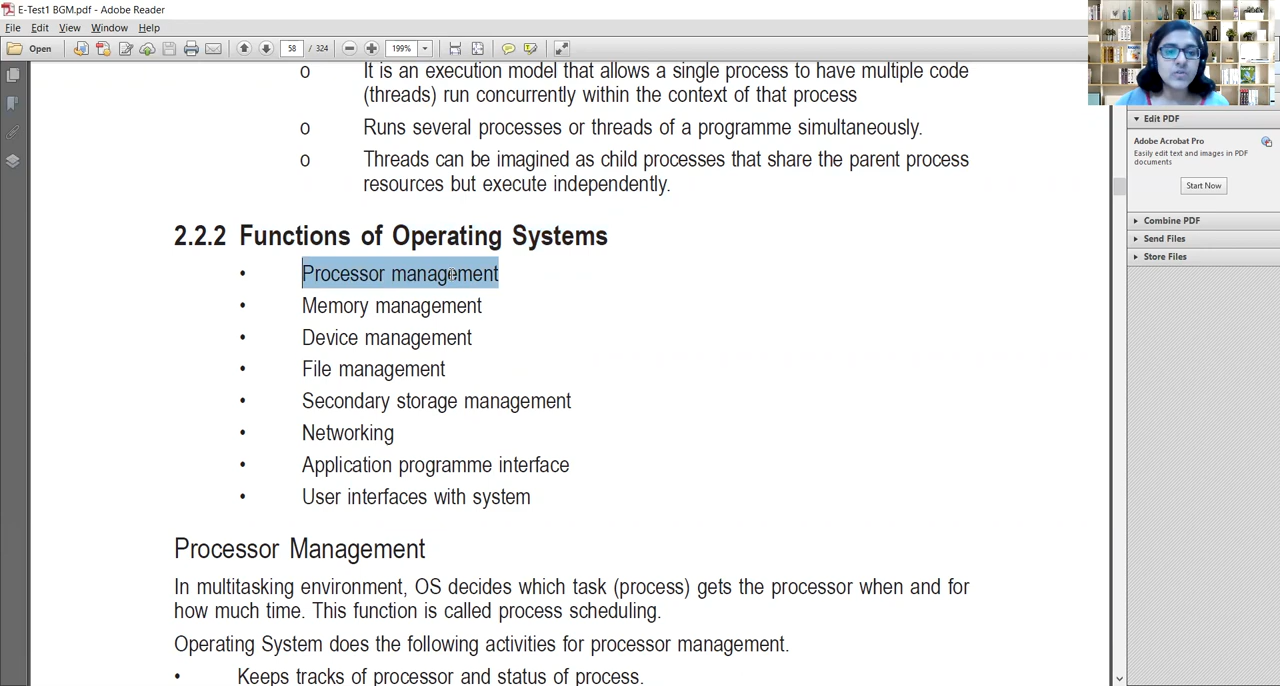 E-Test1 BGM.pdf - Adobe Reader
File Edit View Window Help
Open 58 / 324 199%
o It is an execution model that allows a single process to have multiple code
(threads) run concurrently within the context of that process
o Runs several processes or threads of a programme simultaneously.
o Threads can be imagined as child processes that share the parent process
resources but execute independently.
2.2.2 Functions of Operating Systems
• Processor management
• Memory management
• Device management
• File management
• Secondary storage management
• Networking
• Application programme interface
• User interfaces with system
Processor Management
In multitasking environment, OS decides which task (process) gets the processor when and for
how much time. This function is called process scheduling.
Operating System does the following activities for processor management.
• Keeps tracks of processor and status of process.
Edit PDF
Adobe Acrobat Pro
Easily edit text and images in PDF
documents
Start Now
Combine PDF
Send Files
Store Files